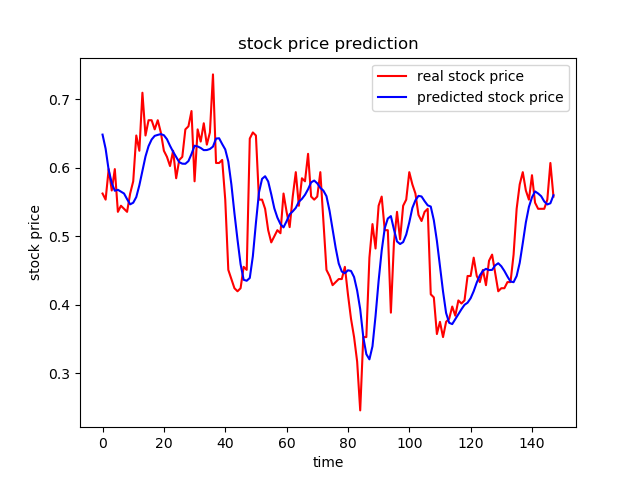 stock price prediction
real stock price
predicted stock price
stock price
0.7
0.6
0.5
0.4
0.3
0 20 40 60 80 100 120 140
time